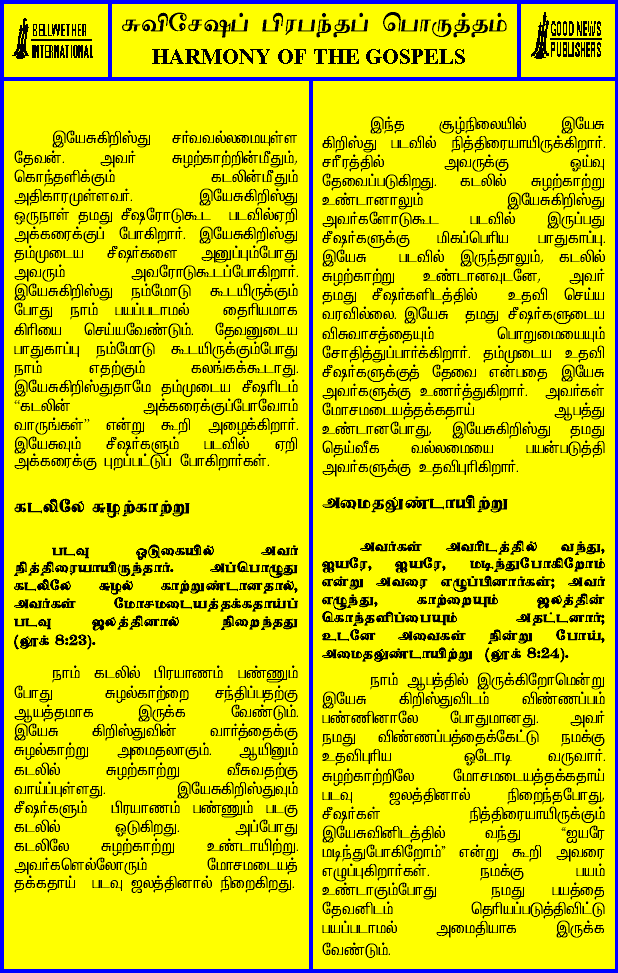 BELLWETHER
INTERNATIONAL
சுவிசேஷப் பிரபந்தப் பொருத்தம்
HARMONY OF THE GOSPELS
GOOD NEWS
PUBLISHERS
இயேசுகிறிஸ்து சர்வவல்லமையுள்ள
தேவன். அவர் சுழற்காற்றின்மீதும்,
கொந்தளிக்கும் கடலின்மீதும்
அதிகாரமுள்ளவர். இயேசுகிறிஸ்து
ஒருநாள் தமது சீஷரோடுகூட படவில்ஏறி
அக்கரைக்குப் போகிறார். இயேசுகிறிஸ்து
தம்முடைய சீஷர்களை அனுப்பும்போது
அவரும் அவரோடுகூடப்போகிறார்.
இயேசுகிறிஸ்து நம்மோடு கூடயிருக்கும்
போது நாம் பயப்படாமல் தைரியமாக
கிரியை செய்யவேண்டும். தேவனுடைய
பாதுகாப்பு நம்மோடு கூடயிருக்கும்போது
நாம் எதற்கும் கலங்கக்கூடாது.
இயேசுகிறிஸ்துதாமே தம்முடைய சீஷரிடம்
“கடலின் அக்கரைக்குப்போவோம்
வாருங்கள்” என்று கூறி அழைக்கிறார்.
இயேசுவும் சீஷர்களும் படவில் ஏறி
அக்கரைக்கு புறப்பட்டுப் போகிறார்கள்.
கடலிலே சுழற்காற்று
படவு ஓடுகையில் அவர்
நித்திரையாயிருந்தார். அப்பொழுது
கடலிலே சுழல் காற்றுண்டானதால்,
அவர்கள் மோசமடையத்தக்கதாய்ப்
படவு ஜலத்தினால் நிறைந்தது
(லூக் 8:23).
நாம் கடலில் பிரயாணம் பண்ணும்
போது சுழல்காற்றை சந்திப்பதற்கு
ஆயத்தமாக இருக்க வேண்டும்.
இயேசு கிறிஸ்துவின் வார்த்தைக்கு
சுழல்காற்று அமைதலாகும். ஆயினும்
கடலில் சுழற்காற்று வீசுவதற்கு
வாய்ப்புள்ளது. இயேசுகிறிஸ்துவும்
சீஷர்களும் பிரயாணம் பண்ணும் படகு
கடலில் ஓடுகிறது. அப்போது
கடலிலே சுழற்காற்று உண்டாயிற்று.
அவர்களெல்லோரும் மோசமடையத்
தக்கதாய் படவு ஜலத்தினால் நிறைகிறது.
இந்த சூழ்நிலையில் இயேசு
கிறிஸ்து படவில் நித்திரையாயிருக்கிறார்.
சரீரத்தில் அவருக்கு ஓய்வு
தேவைப்படுகிறது. கடலில் சுழற்காற்று
உண்டானாலும் இயேசுகிறிஸ்து
அவர்களோடுகூட படவில் இருப்பது
சீஷர்களுக்கு மிகப்பெரிய பாதுகாப்பு.
இயேசு படவில் இருந்தாலும், கடலில்
சுழற்காற்று உண்டானவுடனே, அவர்
தமது சீஷர்களிடத்தில் உதவி செய்ய
வரவில்லை. இயேசு தமது சீஷர்களுடைய
விசுவாசத்தையும் பொறுமையையும்
சோதித்துப்பார்க்கிறார். தம்முடைய உதவி
சீஷர்களுக்குத் தேவை என்பதை இயேசு
அவர்களுக்கு உணர்த்துகிறார். அவர்கள்
மோசமடையத்தக்கதாய் ஆபத்து
உண்டானபோது, இயேசுகிறிஸ்து தமது
தெய்வீக வல்லமையை பயன்படுத்தி
அவர்களுக்கு உதவிபுரிகிறார்.
அமைதலுண்டாயிற்று
அவர்கள் அவரிடத்தில் வந்து,
ஐயரே, ஐயரே, மடிந்துபோகிறோம்
என்று அவரை எழுப்பினார்கள்; அவர்
எழுந்து, காற்றையும் ஜலத்தின்
கொந்தளிப்பையும் அதட்டனார்;
உடனே அவைகள் நின்று போய்,
அமைதலுண்டாயிற்று (லூக் 8:24).
நாம் ஆபத்தில் இருக்கிறோமென்று
இயேசு கிறிஸ்துவிடம் விண்ணப்பம்
பண்ணினாலே போதுமானது. அவர்
நமது விண்ணப்பத்தைக்கேட்டு நமக்கு
உதவிபுரிய ஓடோடி வருவார்.
சுழற்காற்றிலே மோசமடையத்தக்கதாய்
படவு ஜலத்தினால் நிறைந்தபோது,
சீஷர்கள் நித்திரையாயிருக்கும்
இயேசுவினிடத்தில் வந்து “ஐயரே
மடிந்துபோகிறோம்” என்று கூறி அவரை
எழுப்புகிறார்கள். நமக்கு பயம்
உண்டாகும்போது நமது பயத்தை
தேவனிடம் தெரியப்படுத்திவிட்டு
பயப்படாமல் அமைதியாக இருக்க
வேண்டும்.